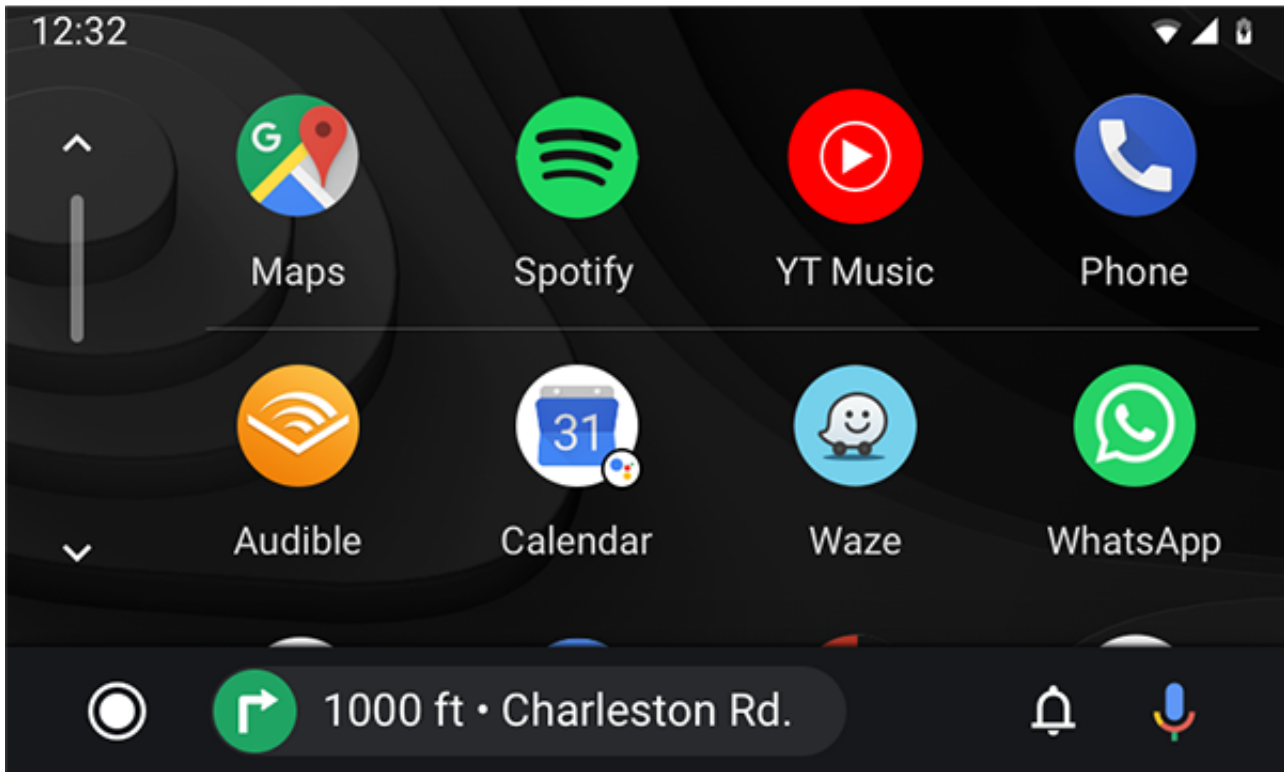 12:32
G
Maps Spotify YT Music Phone
31
Audible Calendar Waze WhatsApp
1000 ft • Charleston Rd.